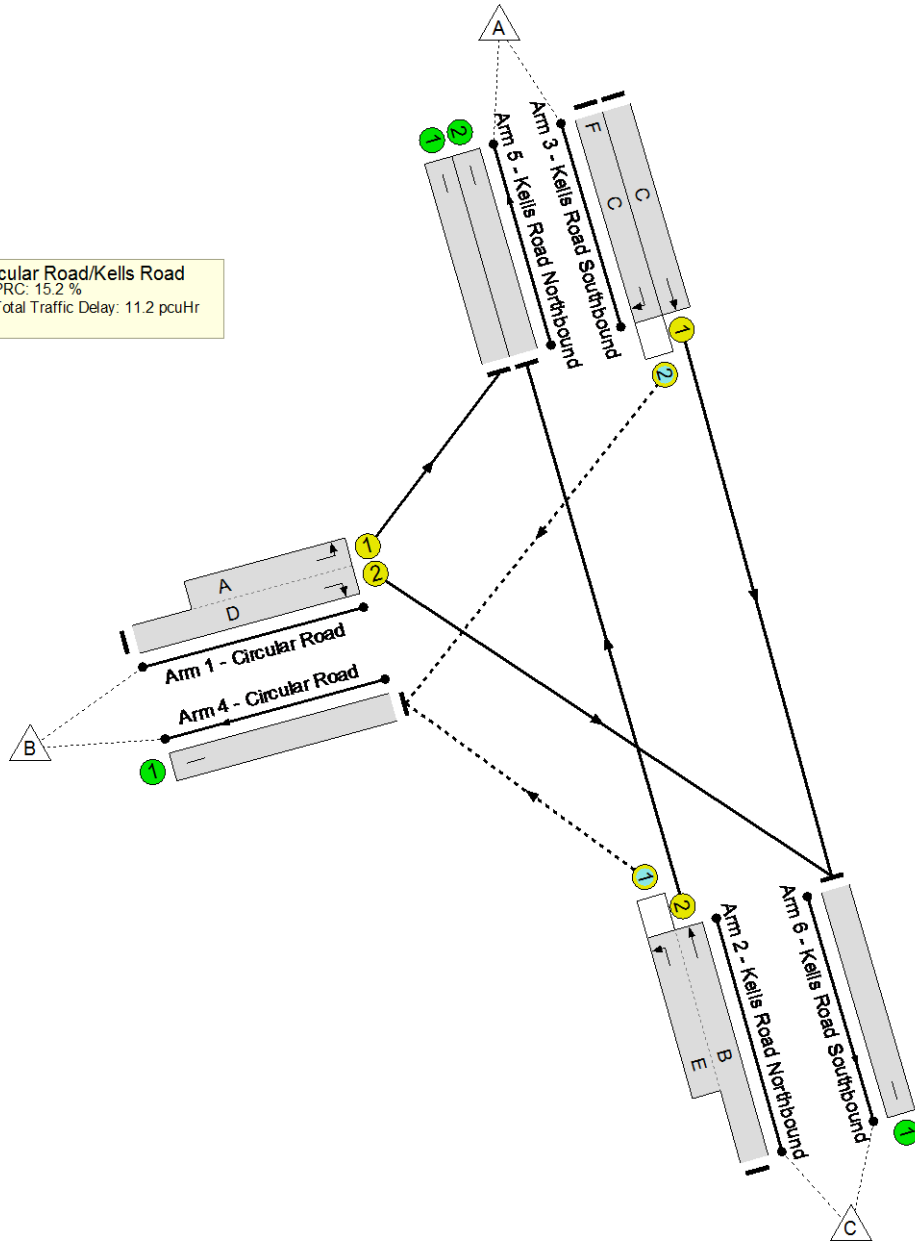 A
1
2
Arm 5 - Kells Road Northbound
Arm 3 - Kells Road Southbound
F
C
C
1
2
cular Road/Kells Road
PRC: 15.2 %
Total Traffic Delay: 11.2 pcuHr
1
2
A
D
Arm 1 - Circular Road
Arm 4 - Circular Road
B
1
1
2
Arm 2 - Kells Road Northbound
Arm 6 - Kells Road Southbound
B
E
1
C